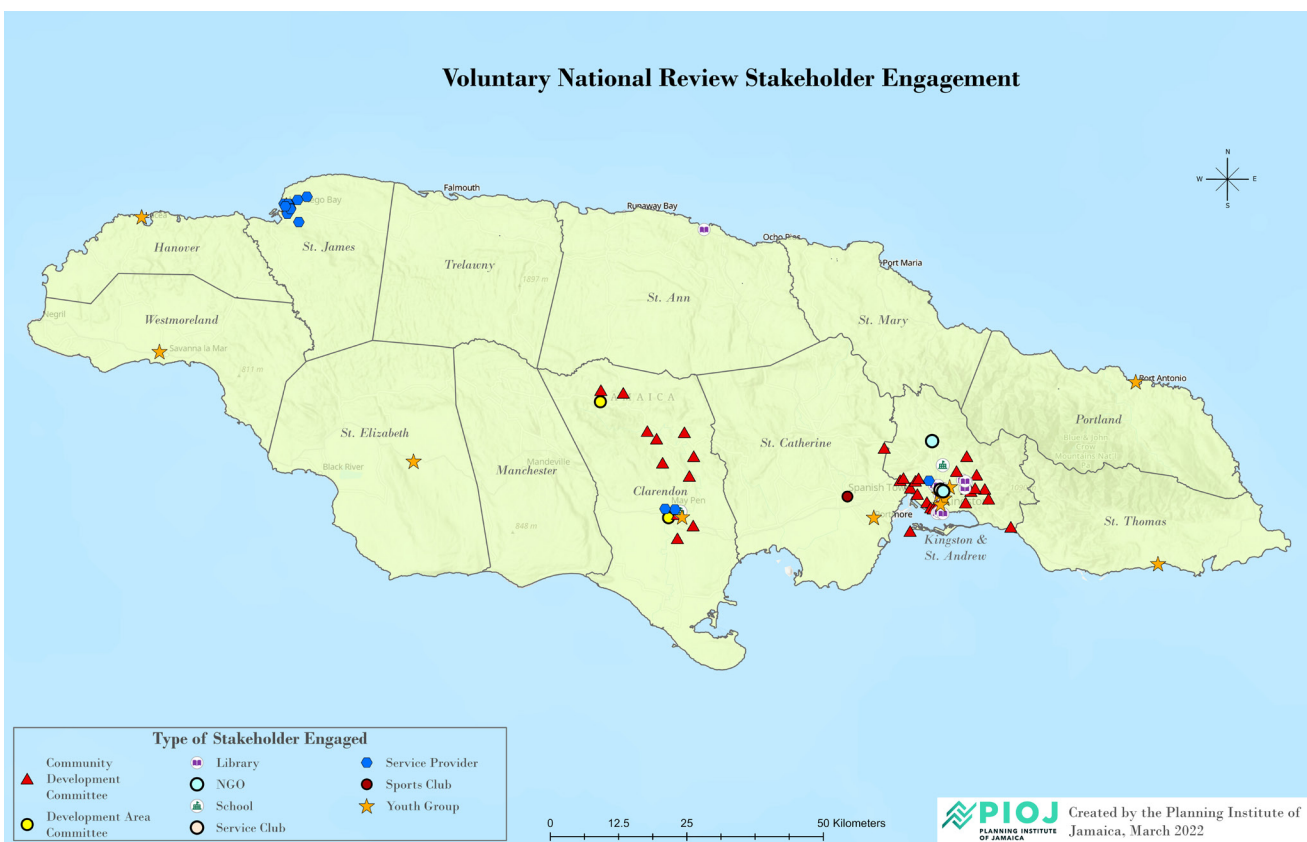 Voluntary National Review Stakeholder Engagement
N
W
E
S
Falmouth
Runaway Bay
Ocho Rios
Port Maria
Hanover
St. James
Trelawny
1897 m
St. Ann
St. Mary
Negril
Westmoreland
Savanna la Mar
811 m
Port Antonio
Portland
St. Elizabeth
Black River
Manchester
Mandeville
848 m
Clarendon
May Pen
St. Catherine
Kingston &
St. Andrew
St. Thomas
Type of Stakeholder Engaged
Community
Development
Committee
Development Area
Committee
Library
NGO
School
Service Club
Service Provider
Sports Club
Youth Group
0 12.5 25 50 Kilometers
PIOJ
PLANNING INSTITUTE
OF JAMAICA
Created by the Planning Institute of
Jamaica, March 2022